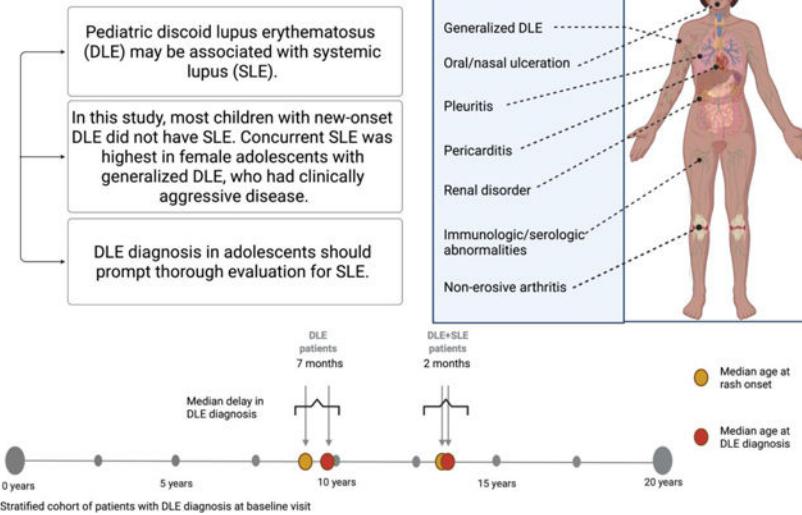 Pediatric discoid lupus erythematosus
(DLE) may be associated with systemic
lupus (SLE).
In this study, most children with new-onset
DLE did not have SLE. Concurrent SLE was
highest in female adolescents with
generalized DLE, who had clinically
aggressive disease.
DLE diagnosis in adolescents should
prompt thorough evaluation for SLE.
Generalized DLE
Oral/nasal ulceration
Pleuritis
Pericarditis
Renal disorder
Immunologic/serologic
abnormalities
Non-erosive arthritis
DLE
patients
7 months
DLE+SLE
patients
2 months
Median delay in
DLE diagnosis
Median age at
rash onset
Median age at
DLE diagnosis
0 years
5 years
10 years
15 years
20 years
Stratified cohort of patients with DLE diagnosis at baseline visit